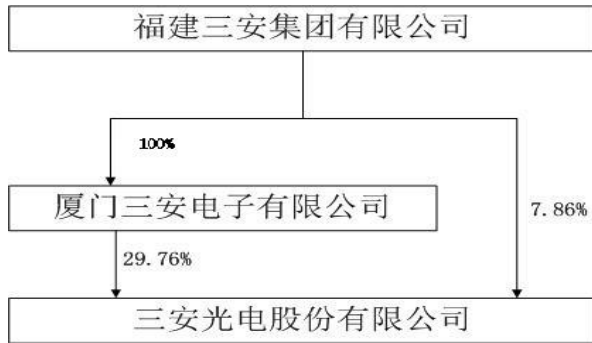 福建三安集团有限公司
100%
厦门三安电子有限公司
7.86%
29.76%
三安光电股份有限公司